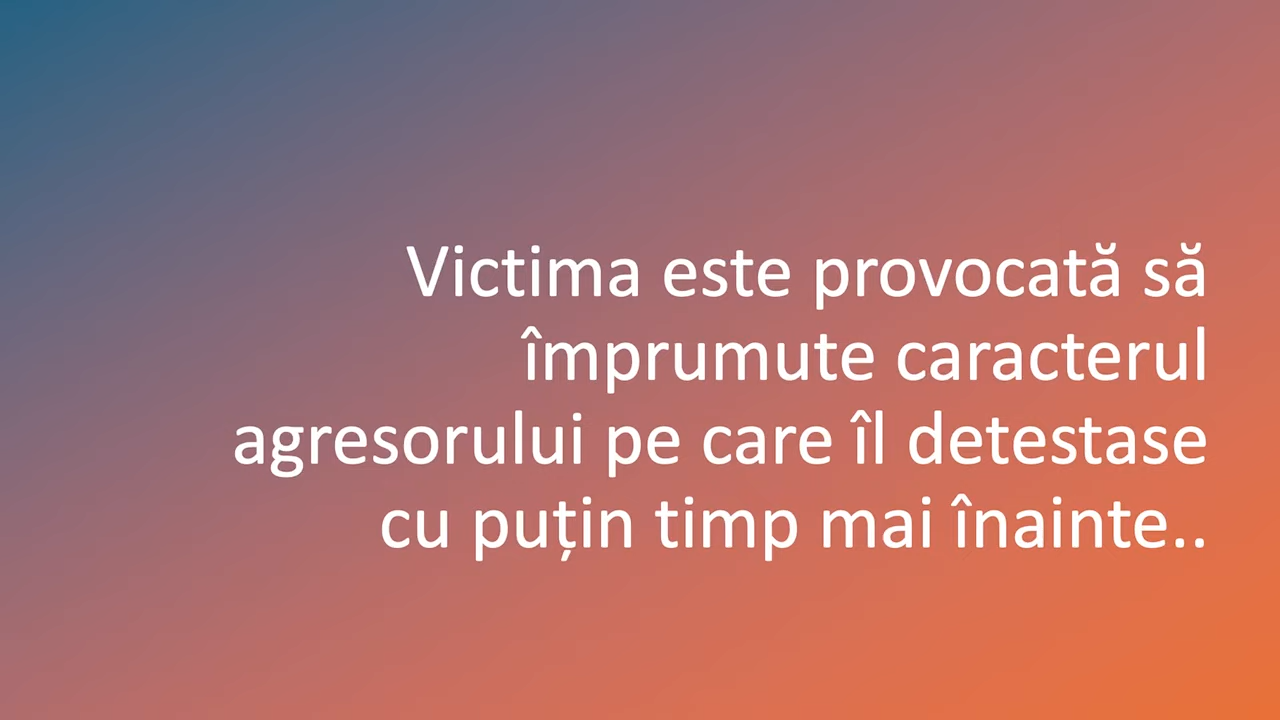 Victima este provocată să
împrumute caracterul
agresorului pe care îl detestase
cu puțin timp mai înainte..